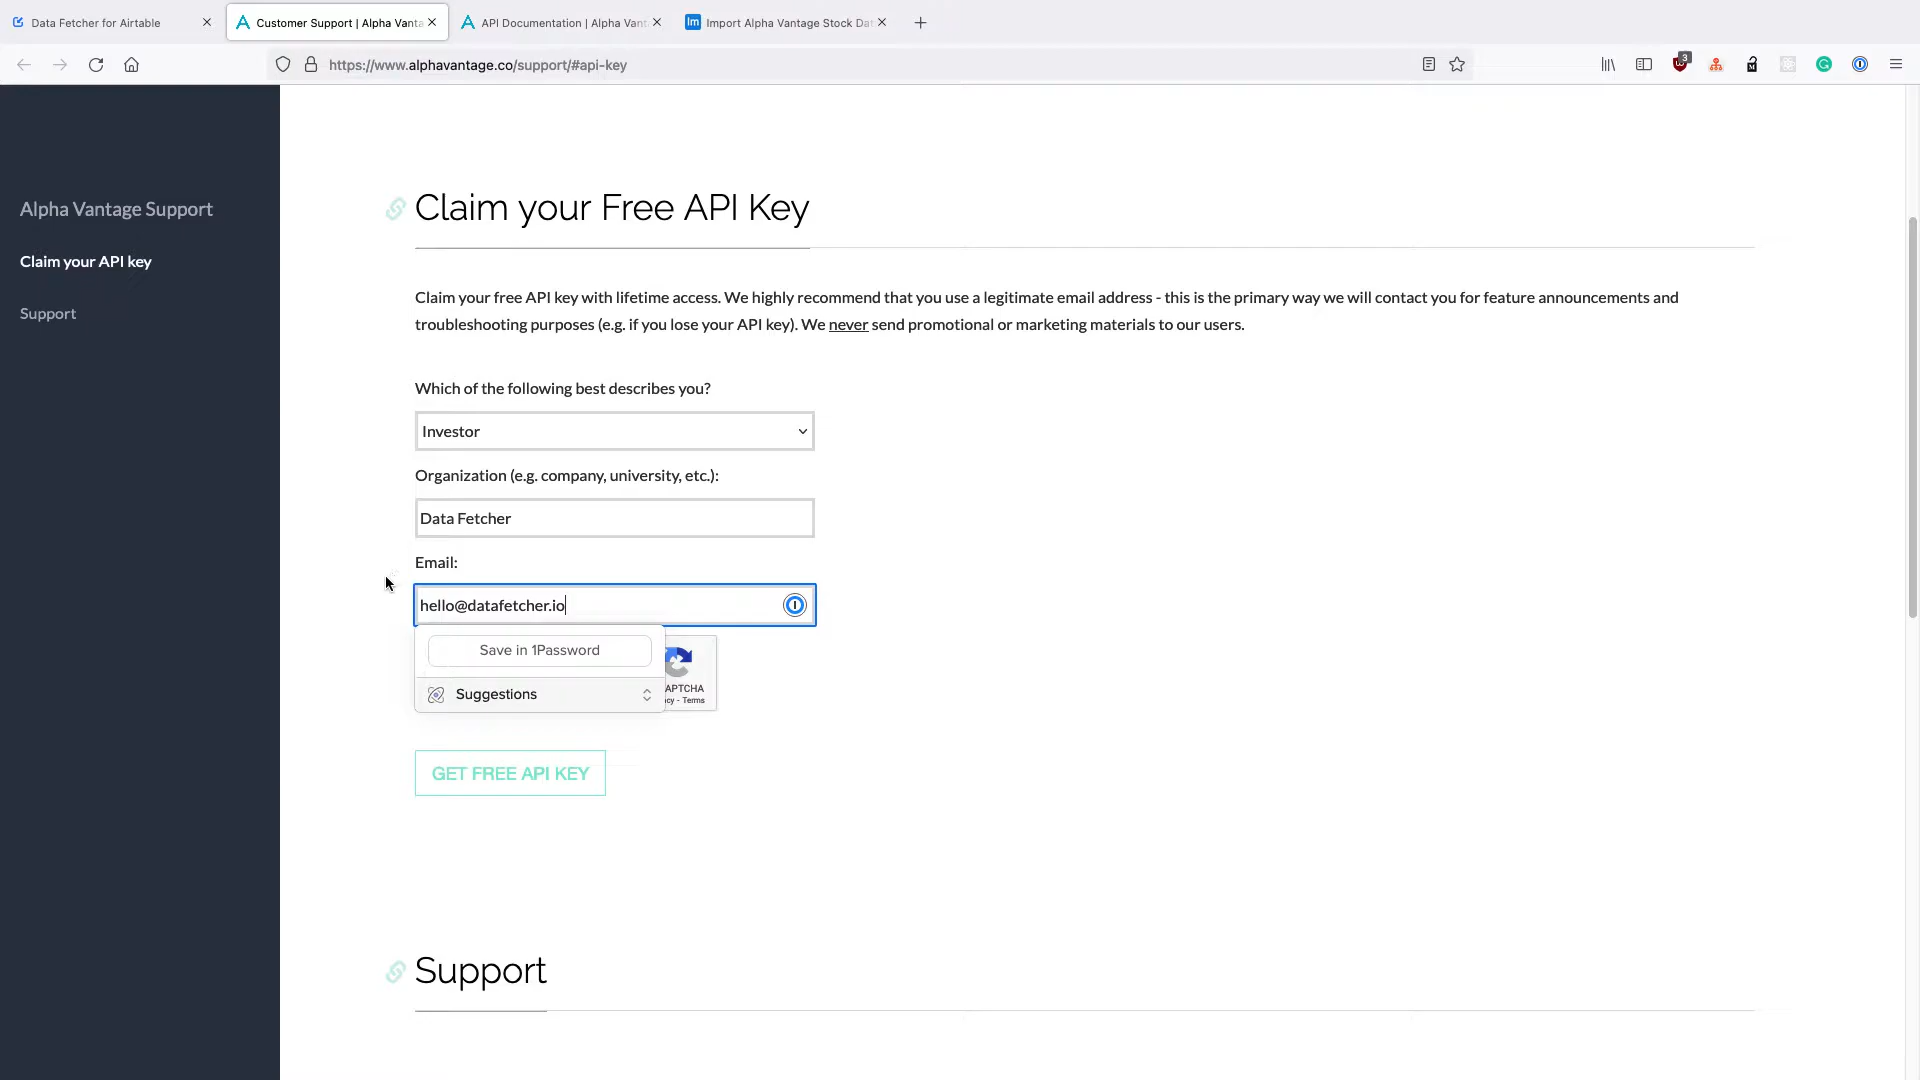 Data Fetcher for Airtable
Customer Support | Alpha Vanta
API Documentation | Alpha Vant
Im
Import Alpha Vantage Stock Dat
https://www.alphavantage.co/support/#api-key
3
Alpha Vantage Support
Claim your API key
Support
Claim your Free API Key
Claim your free API key with lifetime access. We highly recommend that you use a legitimate email address - this is the primary way we will contact you for feature announcements and
troubleshooting purposes (e.g. if you lose your API key). We never send promotional or marketing materials to our users.
Which of the following best describes you?
Investor
Organization (e.g. company, university, etc.):
Data Fetcher
Email:
hello@datafetcher.io
Save in 1Password
Suggestions
APTCHA
cy - Terms
GET FREE API KEY
Support